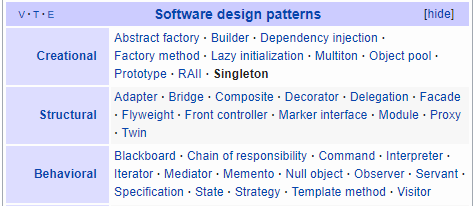 V · T · E Software design patterns [hide]
Creational
Abstract factory · Builder · Dependency injection ·
Factory method · Lazy initialization · Multiton · Object pool ·
Prototype · RAII · Singleton
Structural
Adapter · Bridge · Composite · Decorator · Delegation · Facade
· Flyweight · Front controller · Marker interface · Module · Proxy
· Twin
Behavioral
Blackboard · Chain of responsibility · Command · Interpreter ·
Iterator · Mediator · Memento · Null object · Observer · Servant ·
Specification · State · Strategy · Template method · Visitor